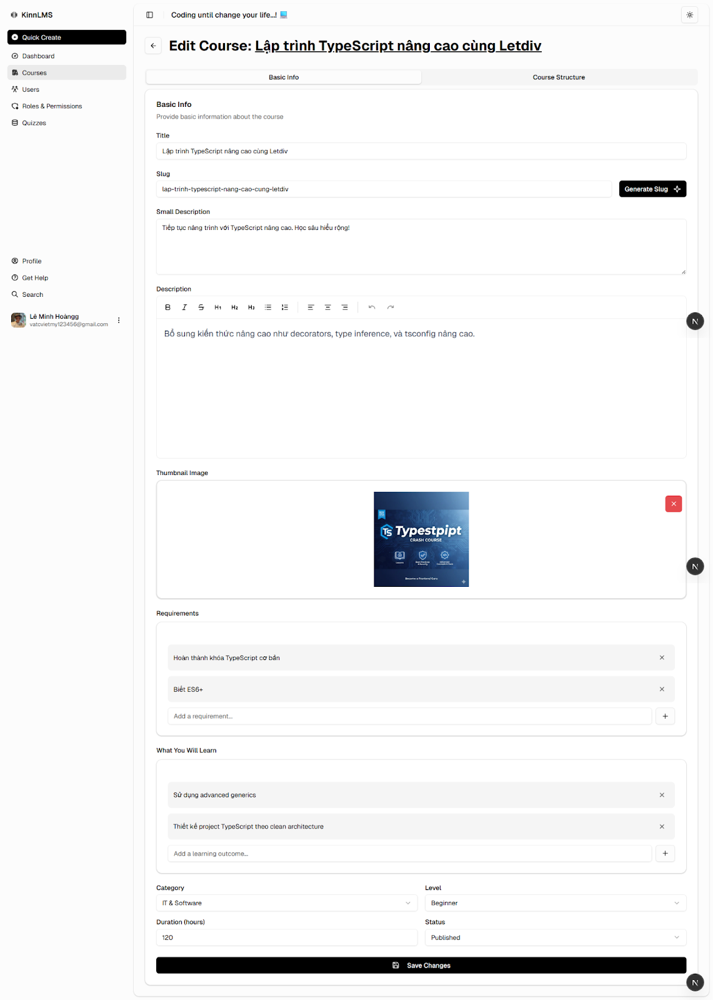 KinnLMS
Quick Create
Dashboard
Courses
Users
Roles & Permissions
Quizzes
Profile
Get Help
Search
Lê Minh Hoàngg
vatcvietmy123456@gmail.com
Coding until change your life...! 💻
Edit Course: Lập trình TypeScript nâng cao cùng Letdiv
Basic Info
Course Structure
Basic Info
Provide basic information about the course
Title
Lập trình TypeScript nâng cao cùng Letdiv
Slug
lap-trinh-typescript-nang-cao-cung-letdiv
Generate Slug
Small Description
Tiếp tục nâng trình với TypeScript nâng cao. Học sâu hiểu rộng!
Description
B I S H1 H2 H3
Bổ sung kiến thức nâng cao như decorators, type inference, và tsconfig nâng cao.
N
Thumbnail Image
TS Typestpipt
CRASH COURSE
Become a Frontend Guru
N
Requirements
Hoàn thành khóa TypeScript cơ bản
Biết ES6+
Add a requirement...
What You Will Learn
Sử dụng advanced generics
Thiết kế project TypeScript theo clean architecture
Add a learning outcome...
Category
Level
IT & Software
Beginner
Duration (hours)
Status
120
Published
Save Changes
N